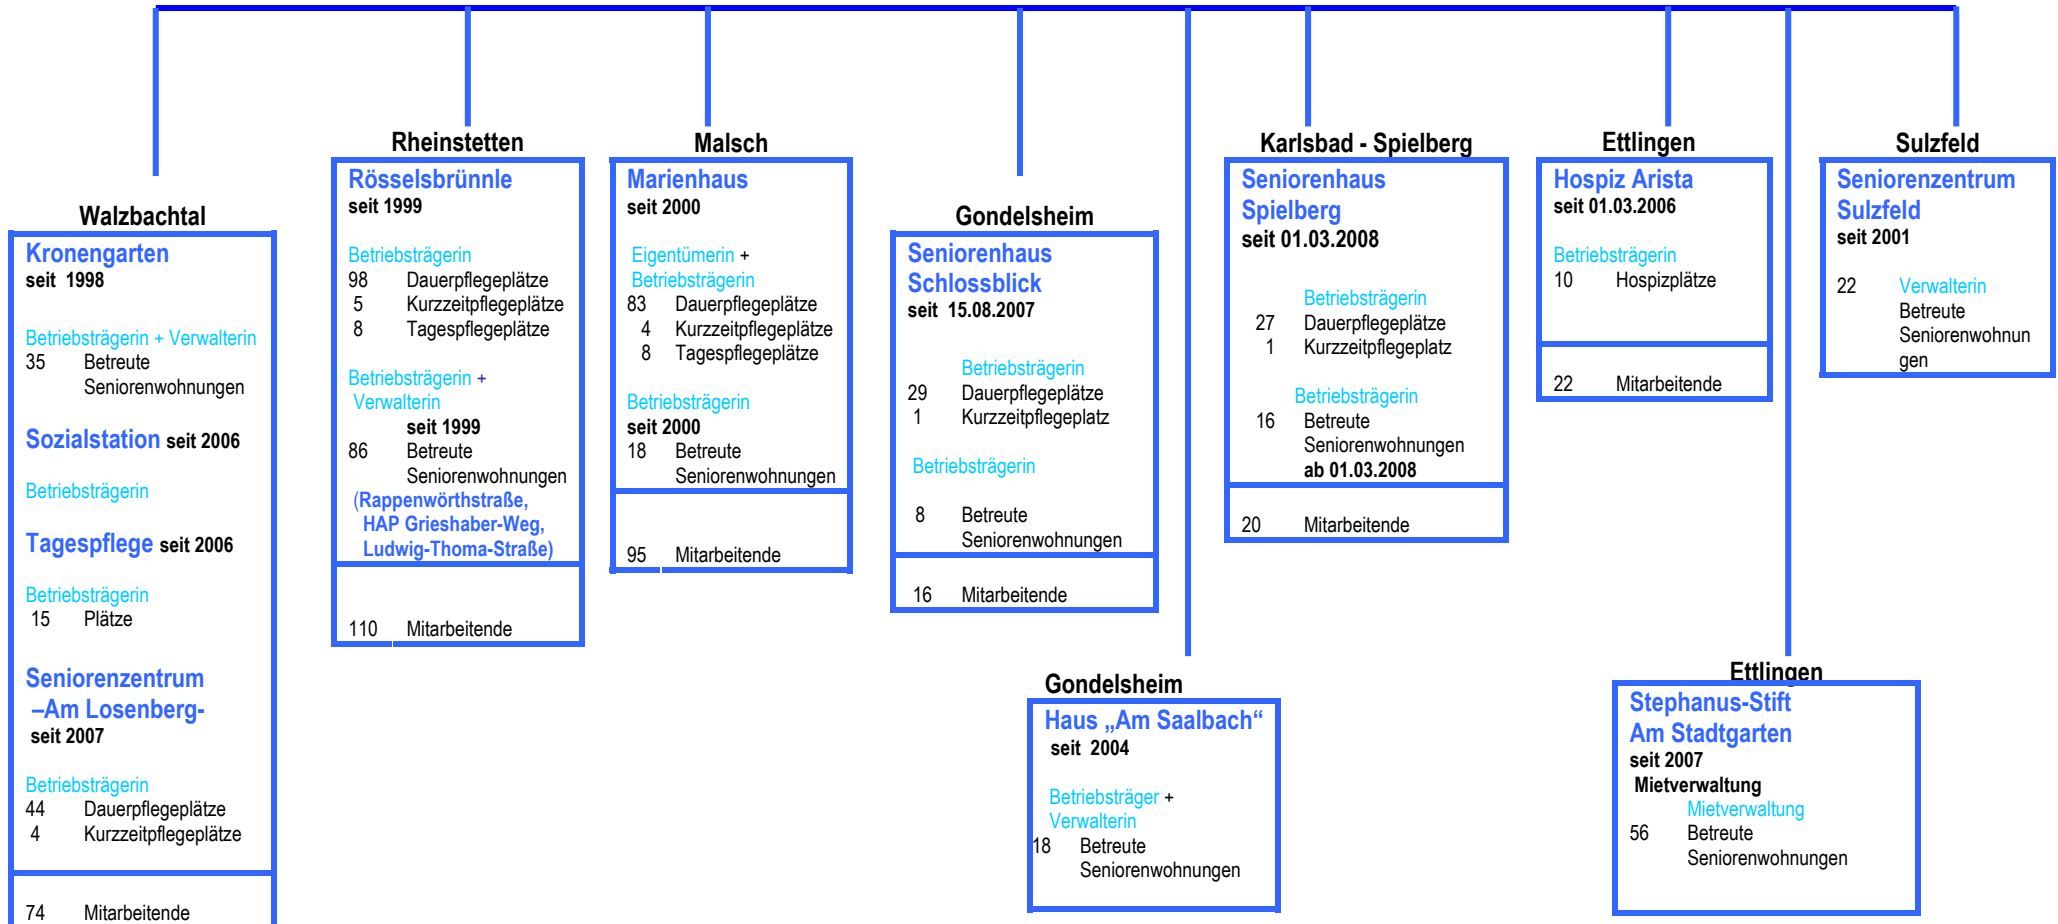 Walzbachtal
Kronengarten
seit 1998
Betriebsträgerin + Verwalterin
35 Betreute
Seniorenwohnungen
Sozialstation seit 2006
Betriebsträgerin
Tagespflege seit 2006
Betriebsträgerin
15 Plätze
Seniorenzentrum
–Am Losenberg-
seit 2007
Betriebsträgerin
44 Dauerpflegeplätze
4 Kurzzeitpflegeplätze
74 Mitarbeitende
Rheinstetten
Rösselsbrünnle
seit 1999
Betriebsträgerin
98 Dauerpflegeplätze
5 Kurzzeitpflegeplätze
8 Tagespflegeplätze
Betriebsträgerin +
Verwalterin
seit 1999
86 Betreute
Seniorenwohnungen
(Rappenwörthstraße,
HAP Grieshaber-Weg,
Ludwig-Thoma-Straße)
110 Mitarbeitende
Malsch
Marienhaus
seit 2000
Eigentümerin +
Betriebsträgerin
83 Dauerpflegeplätze
4 Kurzzeitpflegeplätze
8 Tagespflegeplätze
Betriebsträgerin
seit 2000
18 Betreute
Seniorenwohnungen
95 Mitarbeitende
Gondelsheim
Seniorenhaus
Schlossblick
seit 15.08.2007
Betriebsträgerin
29 Dauerpflegeplätze
1 Kurzzeitpflegeplatz
Betriebsträgerin
8 Betreute
Seniorenwohnungen
16 Mitarbeitende
Gondelsheim
Haus „Am Saalbach“
seit 2004
Betriebsträger +
Verwalterin
18 Betreute
Seniorenwohnungen
Karlsbad - Spielberg
Seniorenhaus
Spielberg
seit 01.03.2008
Betriebsträgerin
27 Dauerpflegeplätze
1 Kurzzeitpflegeplatz
Betriebsträgerin
16 Betreute
Seniorenwohnungen
ab 01.03.2008
20 Mitarbeitende
Ettlingen
Hospiz Arista
seit 01.03.2006
Betriebsträgerin
10 Hospizplätze
22 Mitarbeitende
Ettlingen
Stephanus-Stift
Am Stadtgarten
seit 2007
Mietverwaltung
Mietverwaltung
56 Betreute
Seniorenwohnungen
Sulzfeld
Seniorenzentrum
Sulzfeld
seit 2001
22 Verwalterin
Betreute
Seniorenwohnun
gen